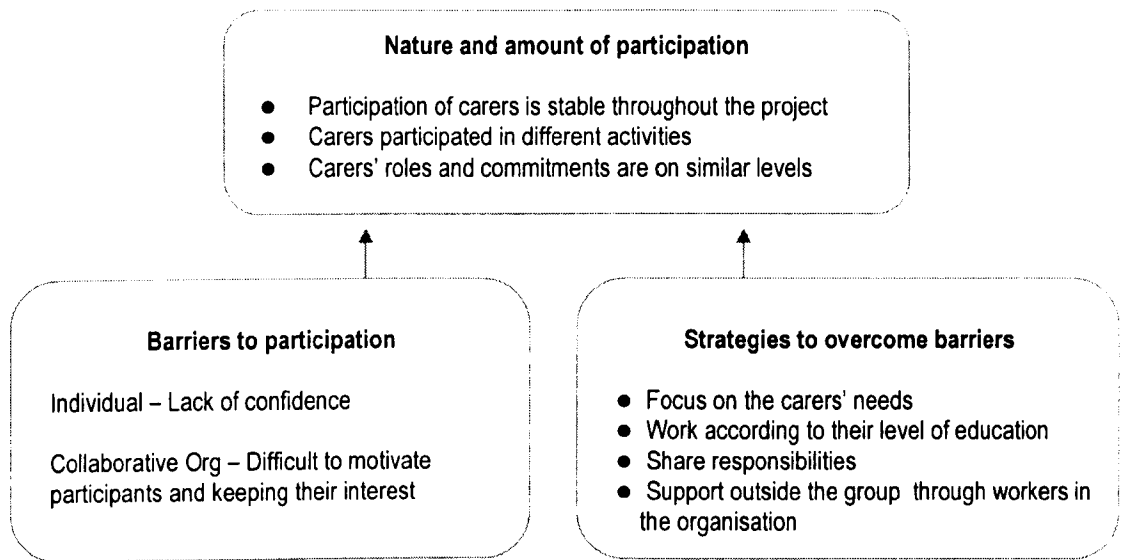 Nature and amount of participation
● Participation of carers is stable throughout the project
● Carers participated in different activities
● Carers' roles and commitments are on similar levels
Barriers to participation
Individual – Lack of confidence
Collaborative Org – Difficult to motivate
participants and keeping their interest
Strategies to overcome barriers
● Focus on the carers' needs
● Work according to their level of education
● Share responsibilities
● Support outside the group through workers in
the organisation